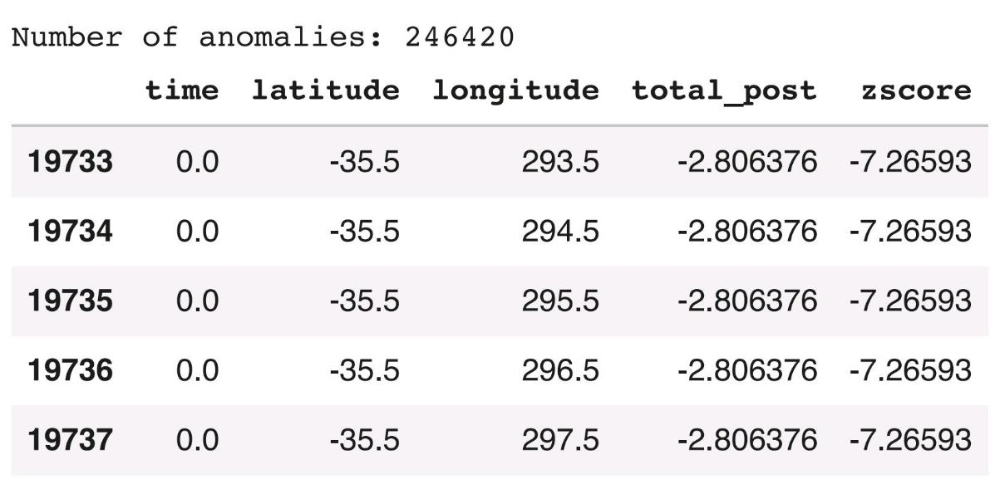 Number of anomalies: 246420
time latitude longitude total_post zscore
19733 0.0 -35.5 293.5 -2.806376 -7.26593
19734 0.0 -35.5 294.5 -2.806376 -7.26593
19735 0.0 -35.5 295.5 -2.806376 -7.26593
19736 0.0 -35.5 296.5 -2.806376 -7.26593
19737 0.0 -35.5 297.5 -2.806376 -7.26593